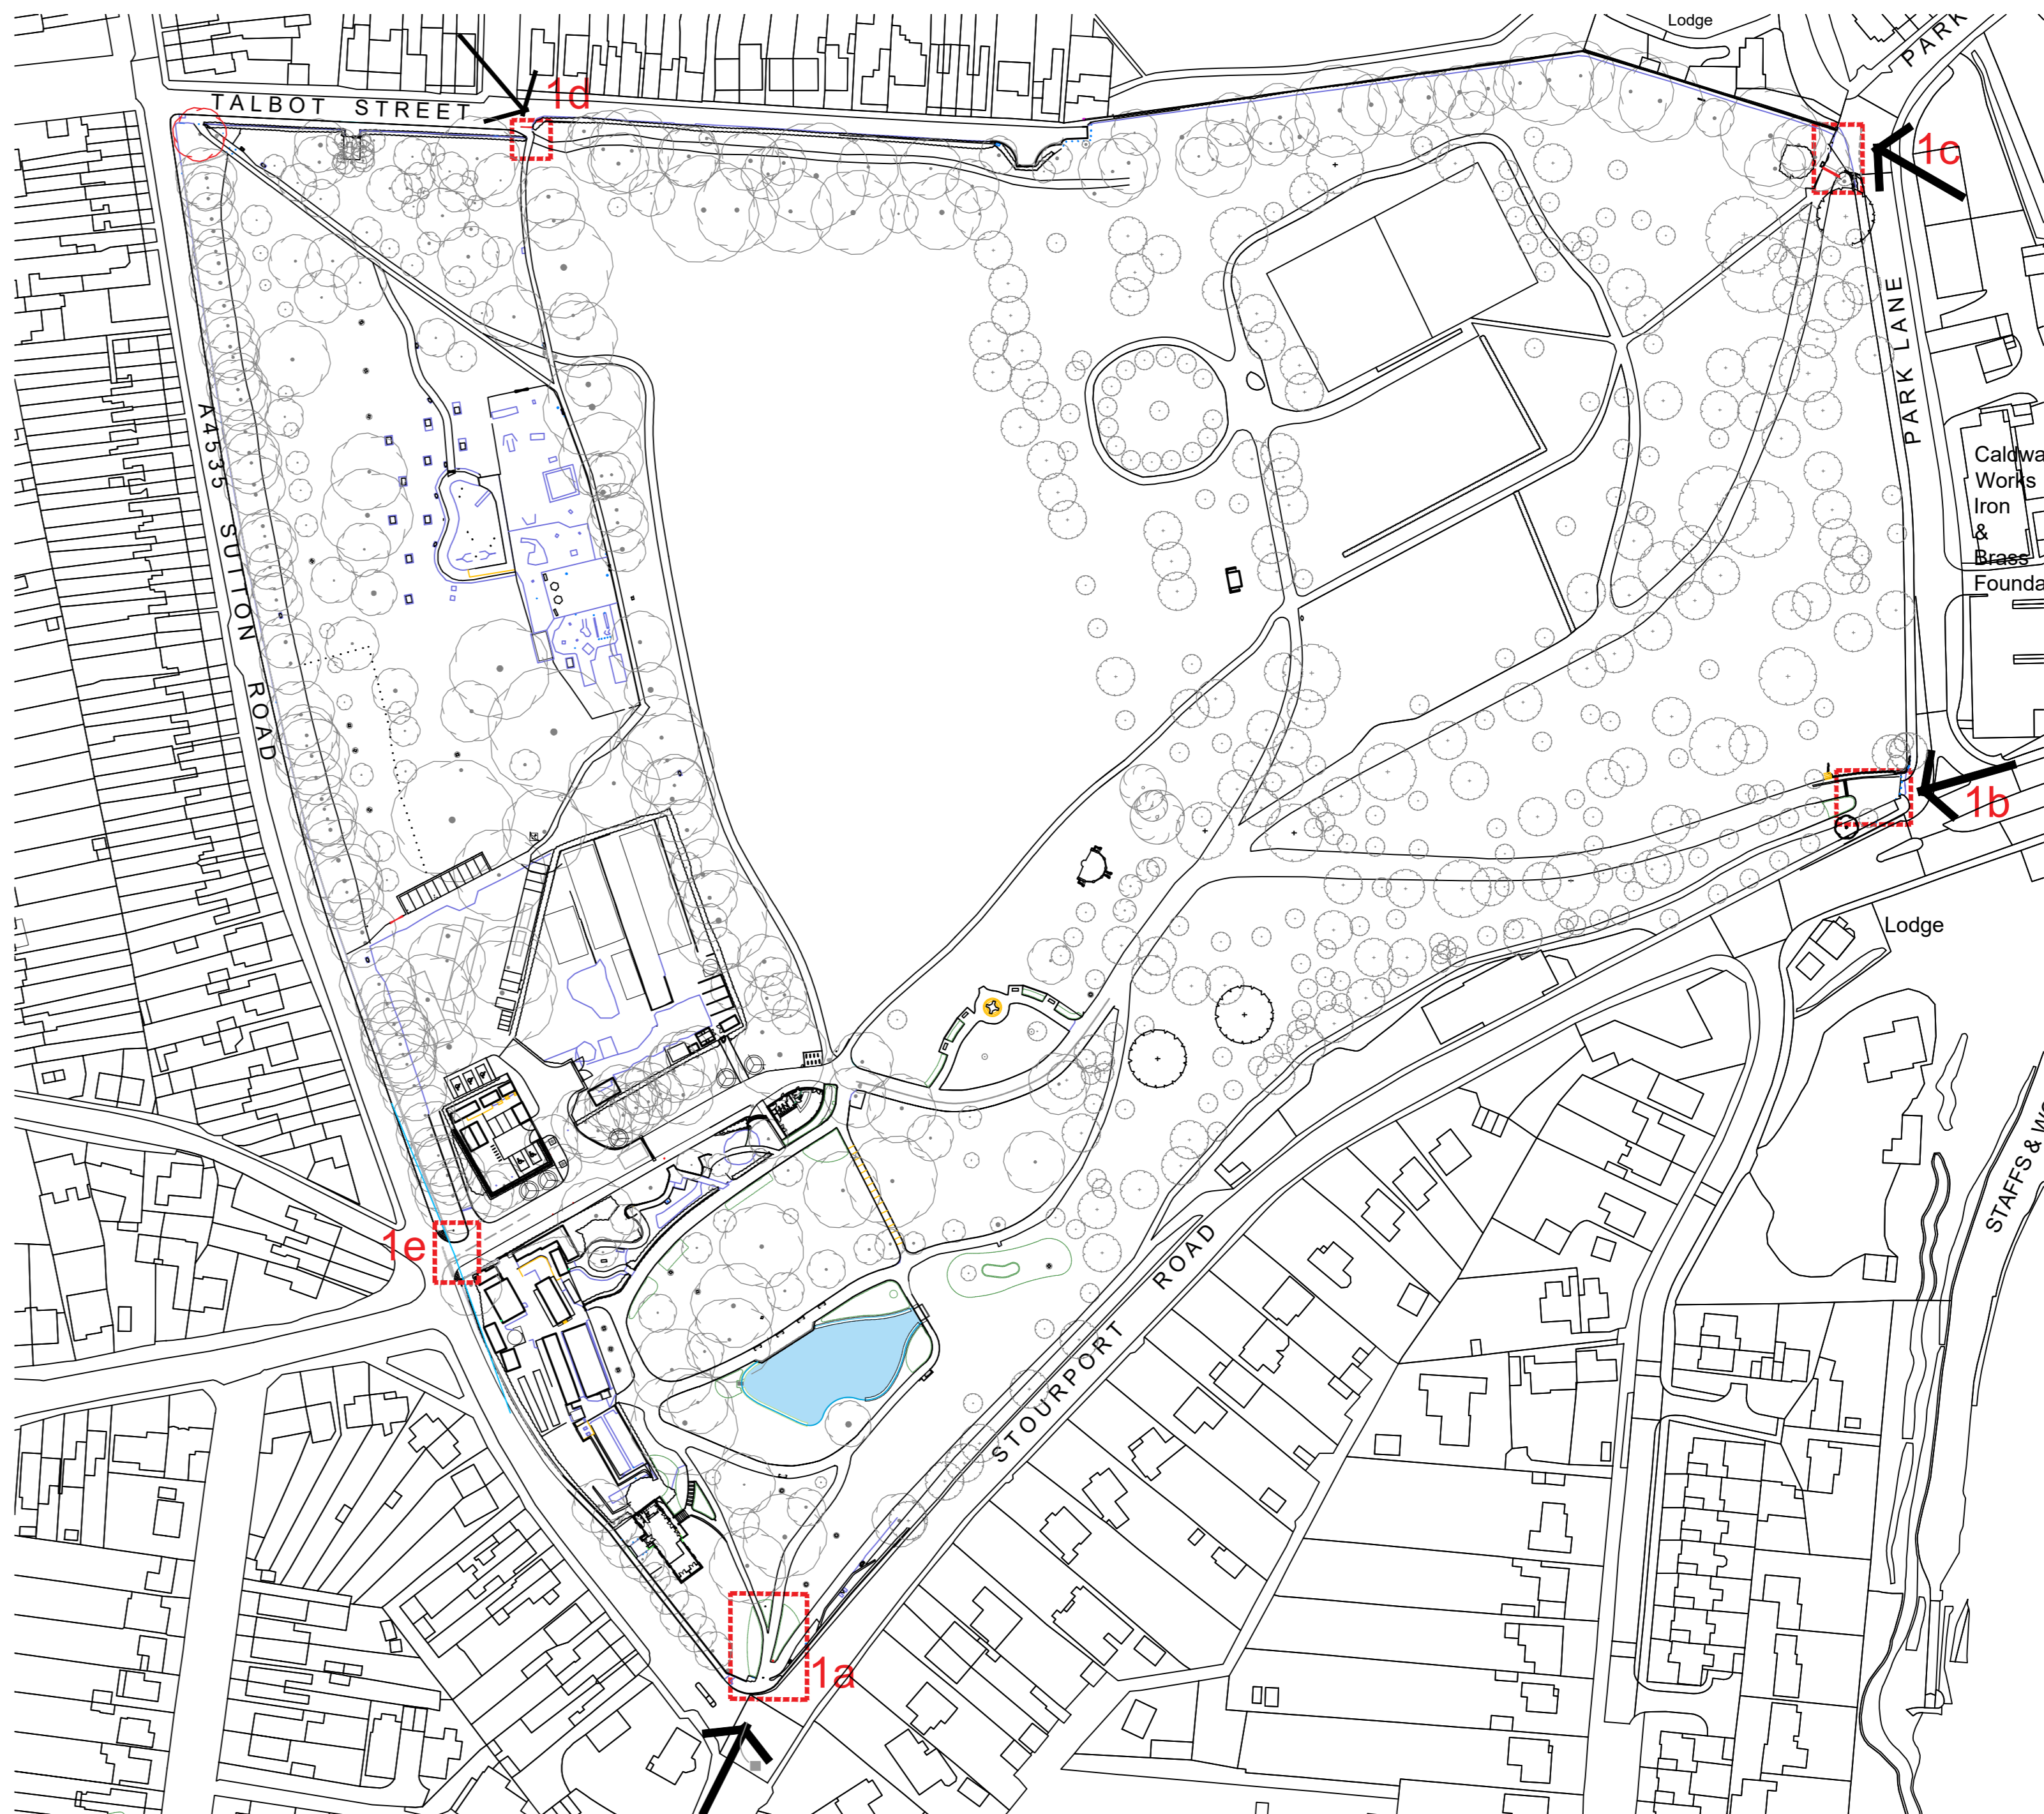 Lodge
PARK
TALBOT STREET
1d
1c
PARK LANE
A4535 SUTTON ROAD
Works
Iron
&
Brass
1b
Lodge
STAFFS &
1e
STOURPORT ROAD
1a